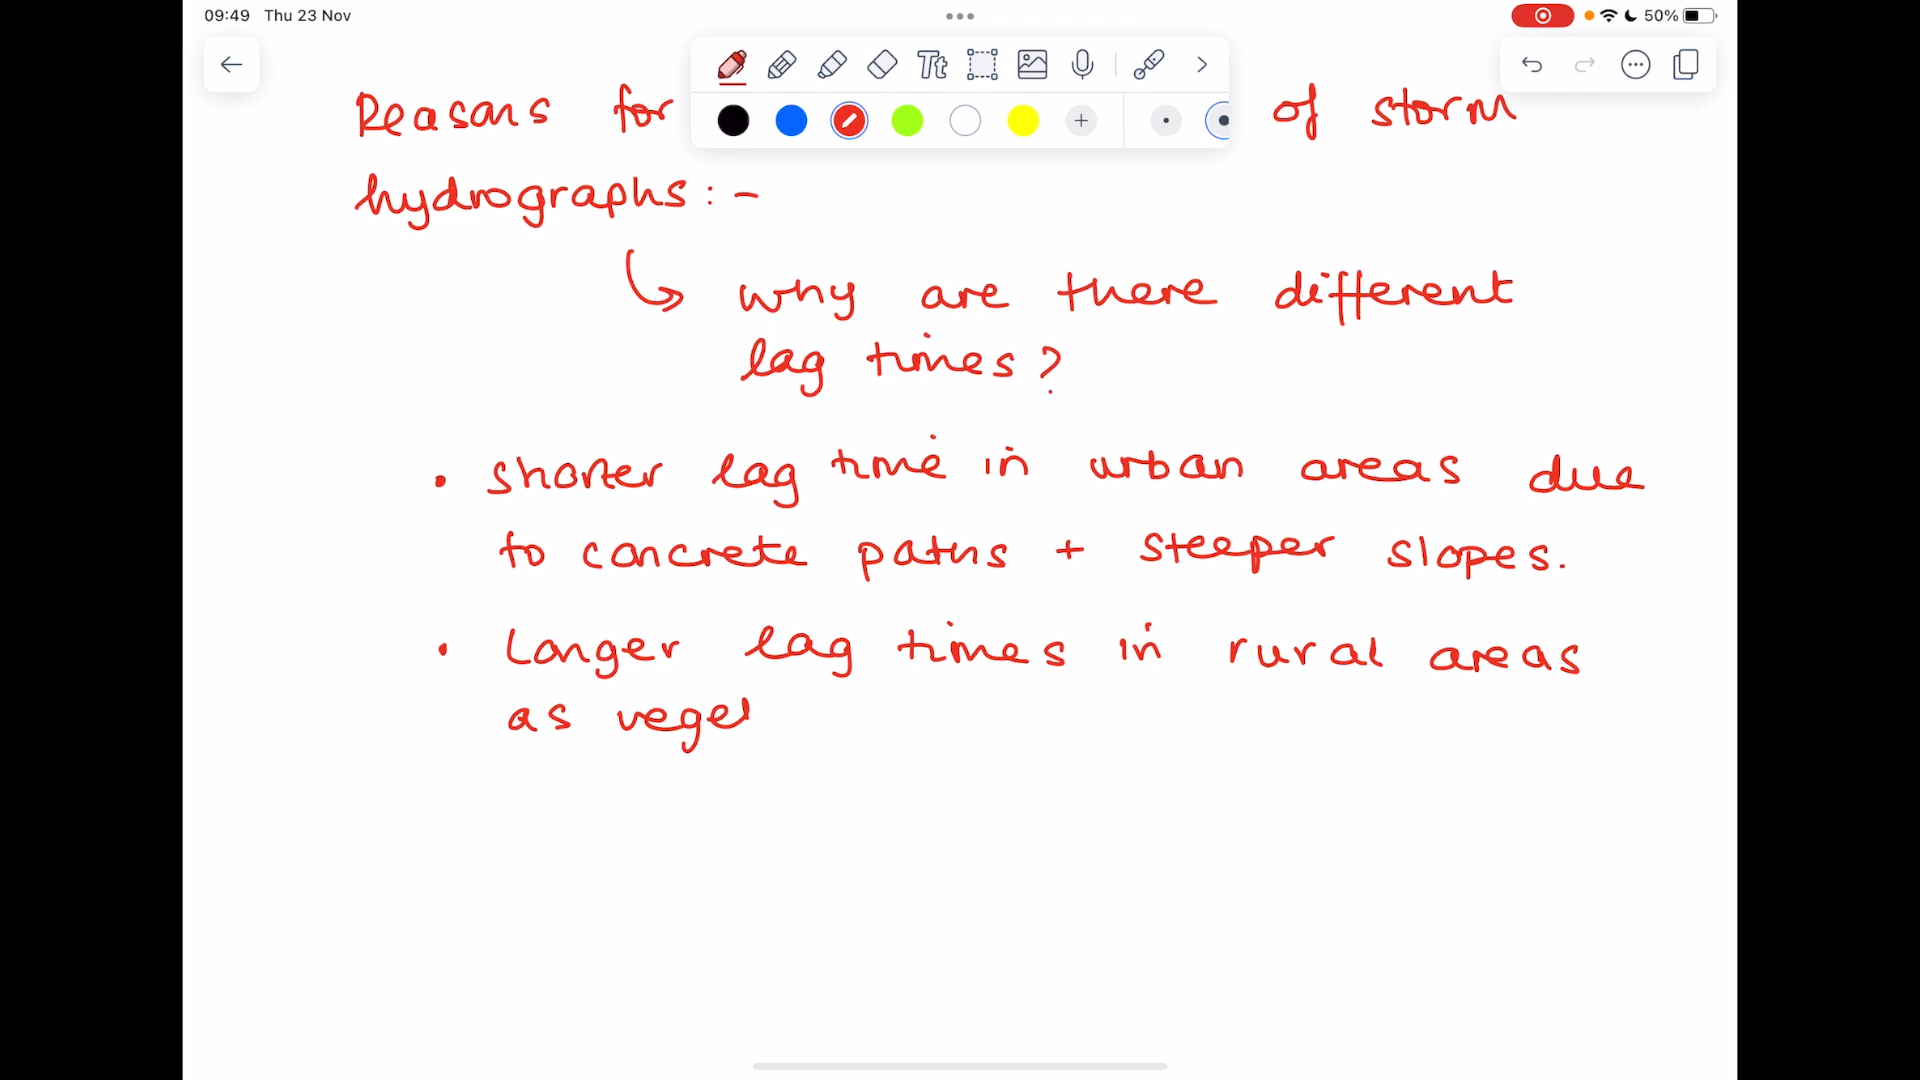 09:49 Thu 23 Nov
50%
Tt
Reasons for of storm
hydrographs:-
why are there different
lag times?
• shorter lag time in urban areas due
to concrete paths + steeper slopes.
• Longer lag times in rural areas
as veget